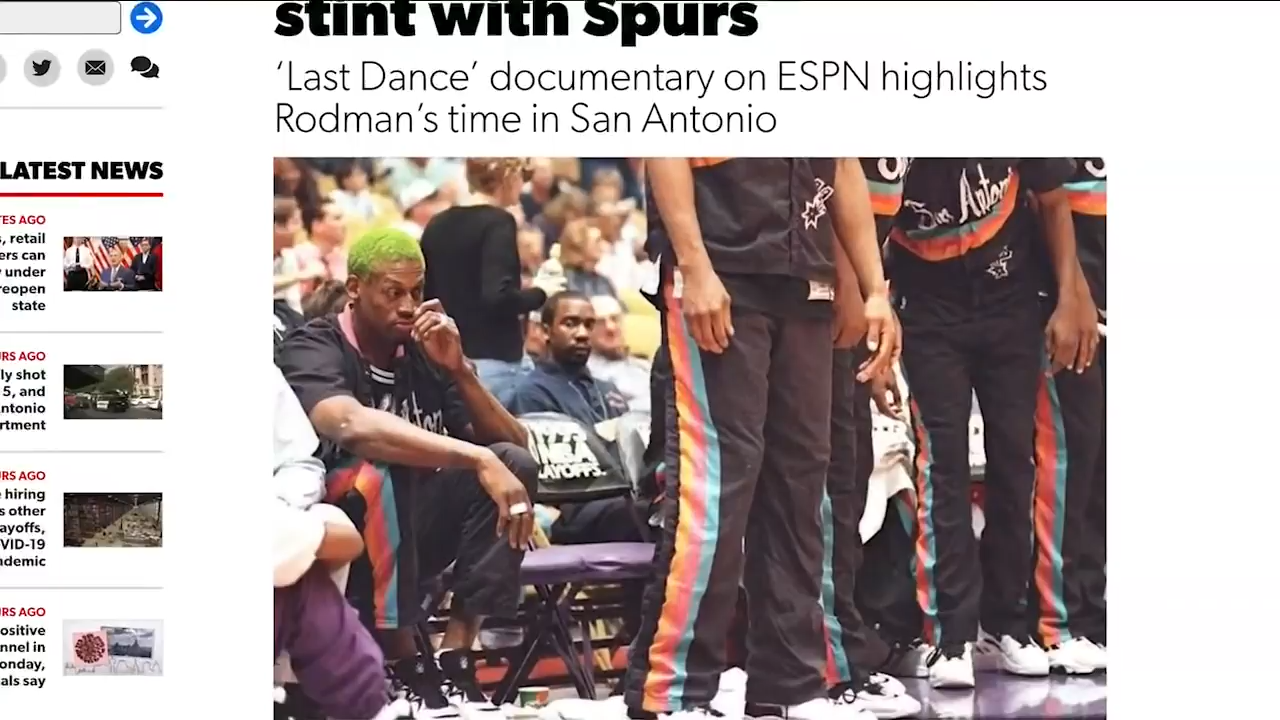 stint with Spurs
'Last Dance' documentary on ESPN highlights
Rodman's time in San Antonio
LATEST NEWS
TES AGO
, retail
ers can
under
reopen
state
URS AGO
ly shot
5, and
ntonio
rtment
URS AGO
hiring
s other
ayoffs,
VID-19
ndemic
URS AGO
ositive
nnel in
onday,
als say
San Antonio
NBA
AYOFFS.